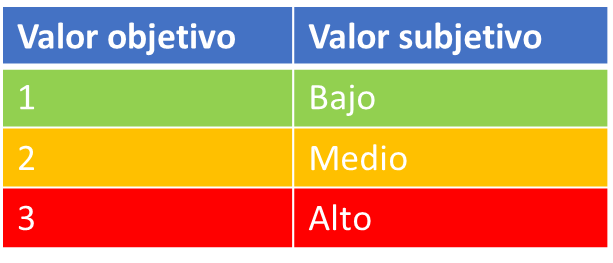 Valor objetivo Valor subjetivo
1 Bajo
2 Medio
3 Alto